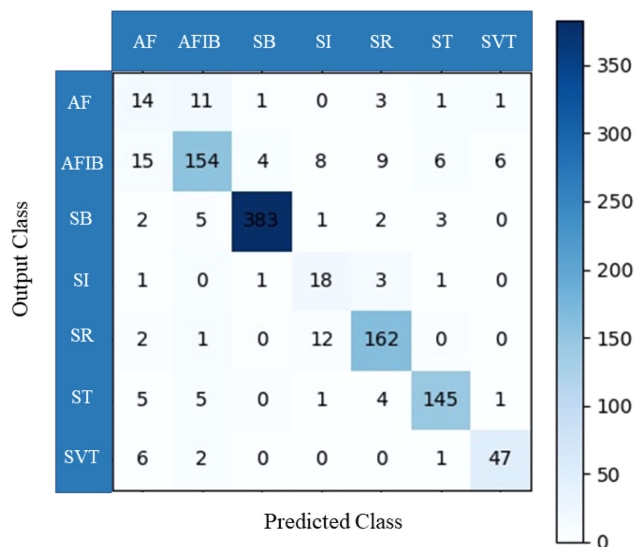 AF AFIB SB SI SR ST SVT
AF 14 11 1 0 3 1 1
AFIB 15 154 4 8 9 6 6
SB 2 5 383 1 2 3 0
SI 1 0 1 18 3 1 0
SR 2 1 0 12 162 0 0
ST 5 5 0 1 4 145 1
SVT 6 2 0 0 0 1 47
Output Class
Predicted Class
350
300
250
200
150
100
50
0